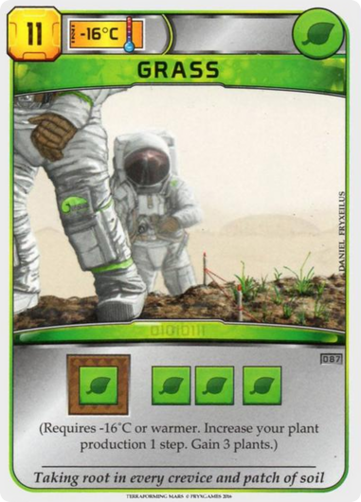 11
-16°C
GRASS
DANIEL FRYXELIUS
0101011
087
(Requires -16°C or warmer. Increase your plant
production 1 step. Gain 3 plants.)
Taking root in every crevice and patch of soil
TERRAFORMING MARS © FRYXGAMES 2016